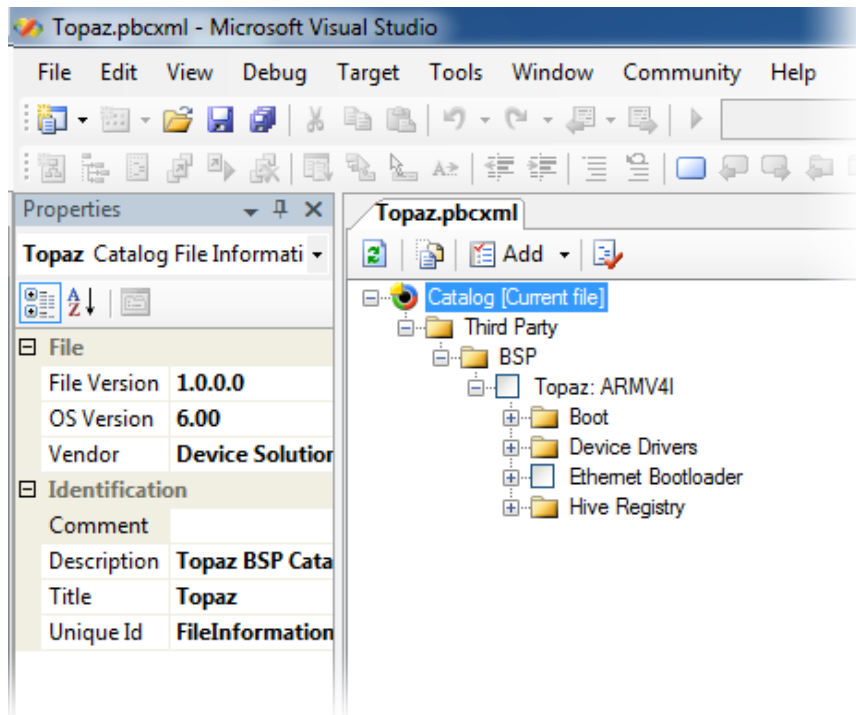 Topaz.pbcxml - Microsoft Visual Studio
File Edit View Debug Target Tools Window Community Help
Properties
Topaz Catalog File Informati
File
File Version 1.0.0.0
OS Version 6.00
Vendor Device Solution
Identification
Comment
Description Topaz BSP Cata
Title Topaz
Unique Id FileInformation
Topaz.pbcxml
Add
Catalog [Current file]
Third Party
BSP
Topaz: ARMV4I
Boot
Device Drivers
Ethernet Bootloader
Hive Registry